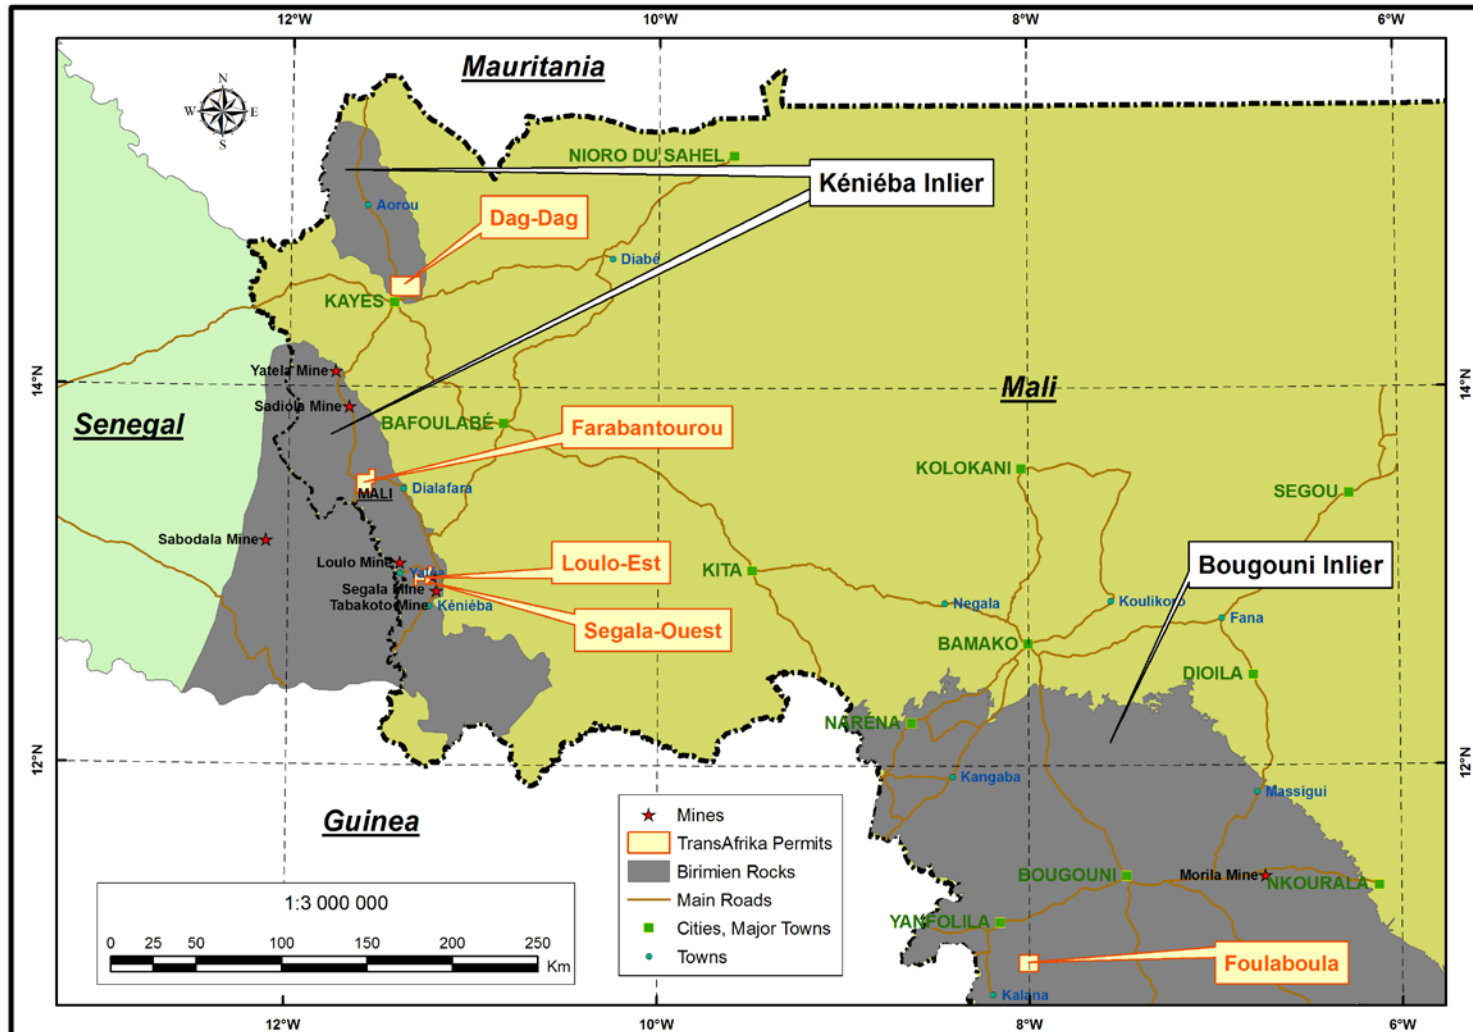 12°W
10°W
8°W
6°W
Mauritania
N
W
E
S
NIORO DU SAHEL
Kéniéba Inlier
Aorou
Dag-Dag
Diabé
KAYES
14°N
14°N
Yatela Mine
Mali
Sadiola Mine
Senegal
BAFOULABÉ
Farabantourou
KOLOKANI
Dialafara
MALI
SEGOU
Sabodala Mine
Loulo Mine
Loulo-Est
Bougouni Inlier
KITA
Segala Mine
Tabakoto Mine
Kéniéba
Negala
Koulikoro
Fana
Segala-Ouest
BAMAKO
DIOILA
NARÉNA
12°N
12°N
Kangaba
Massigui
Guinea
Mines
TransAfrika Permits
Birimien Rocks
Main Roads
Cities, Major Towns
Towns
BOUGOUNI
Morila Mine
NKOURALA
1:3 000 000
YANFOLILA
0 25 50 100 150 200 250
Km
Foulaboula
Kalana
12°W
10°W
8°W
6°W